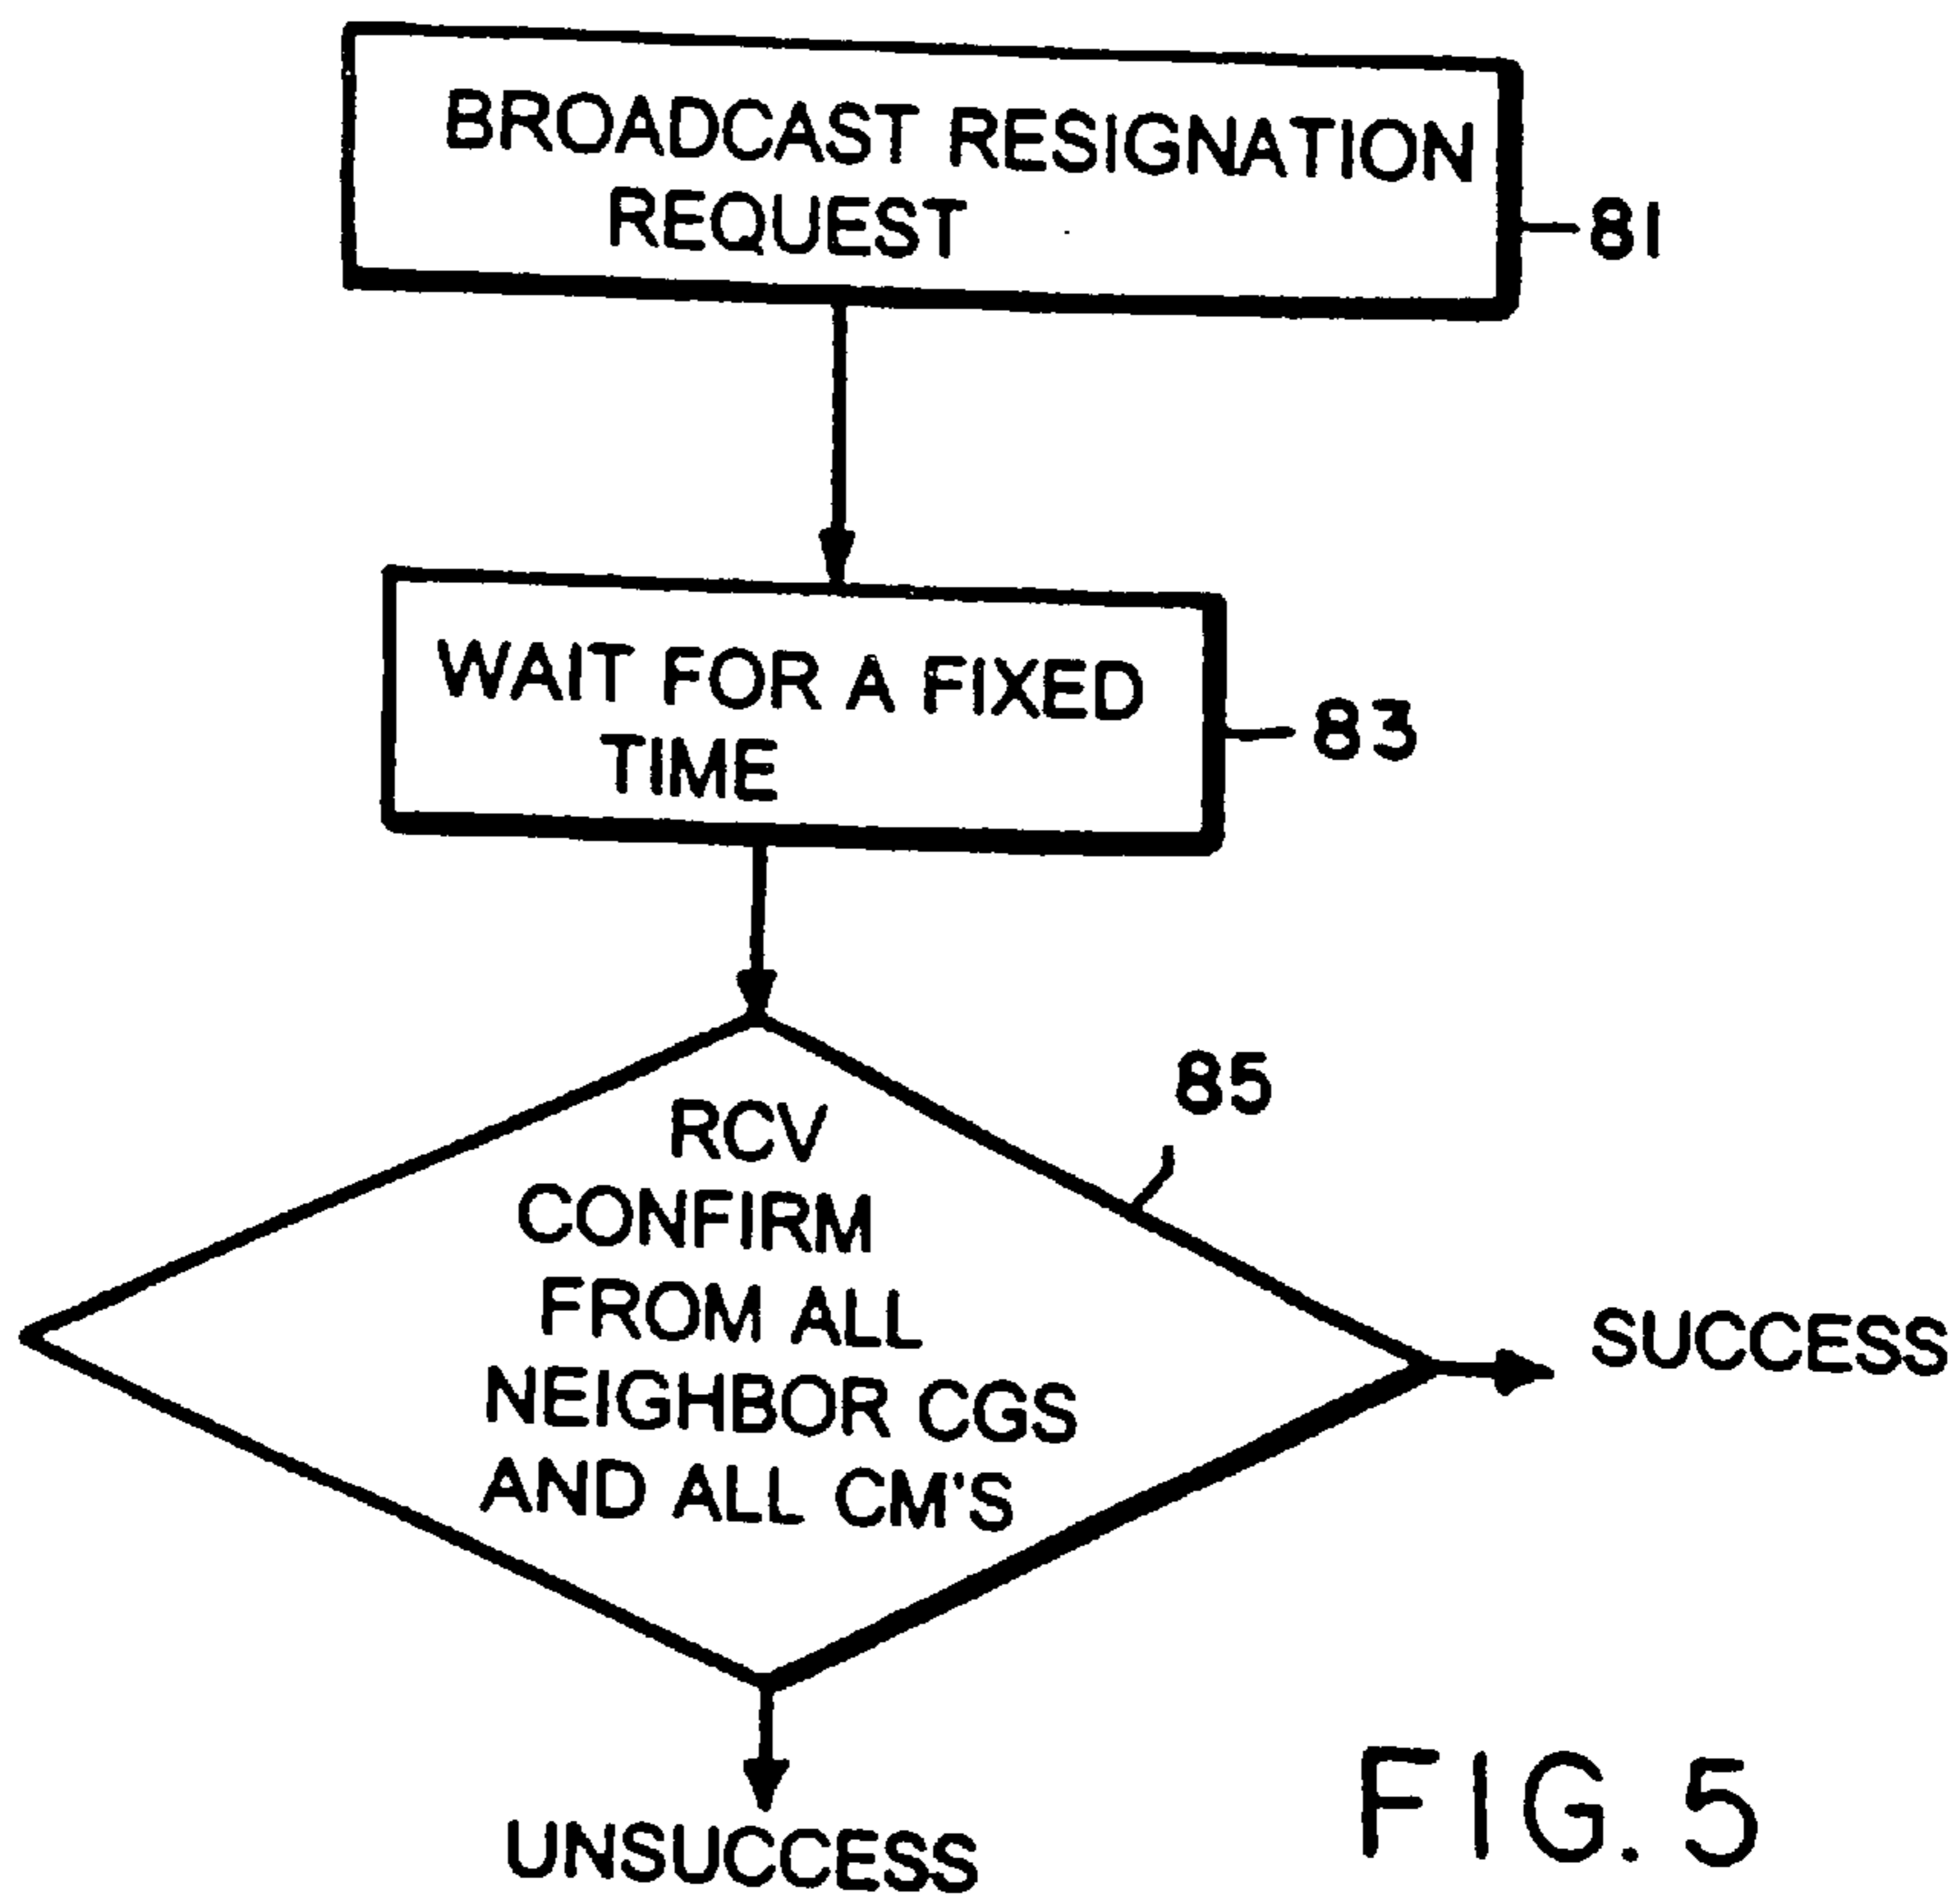 BROADCAST RESIGNATION
REQUEST
81
WAIT FOR A FIXED
TIME
83
85
RCV
CONFIRM
FROM ALL
NEIGHBOR CGS
AND ALL CM'S
SUCCESS
UNSUCCESS
FIG. 5